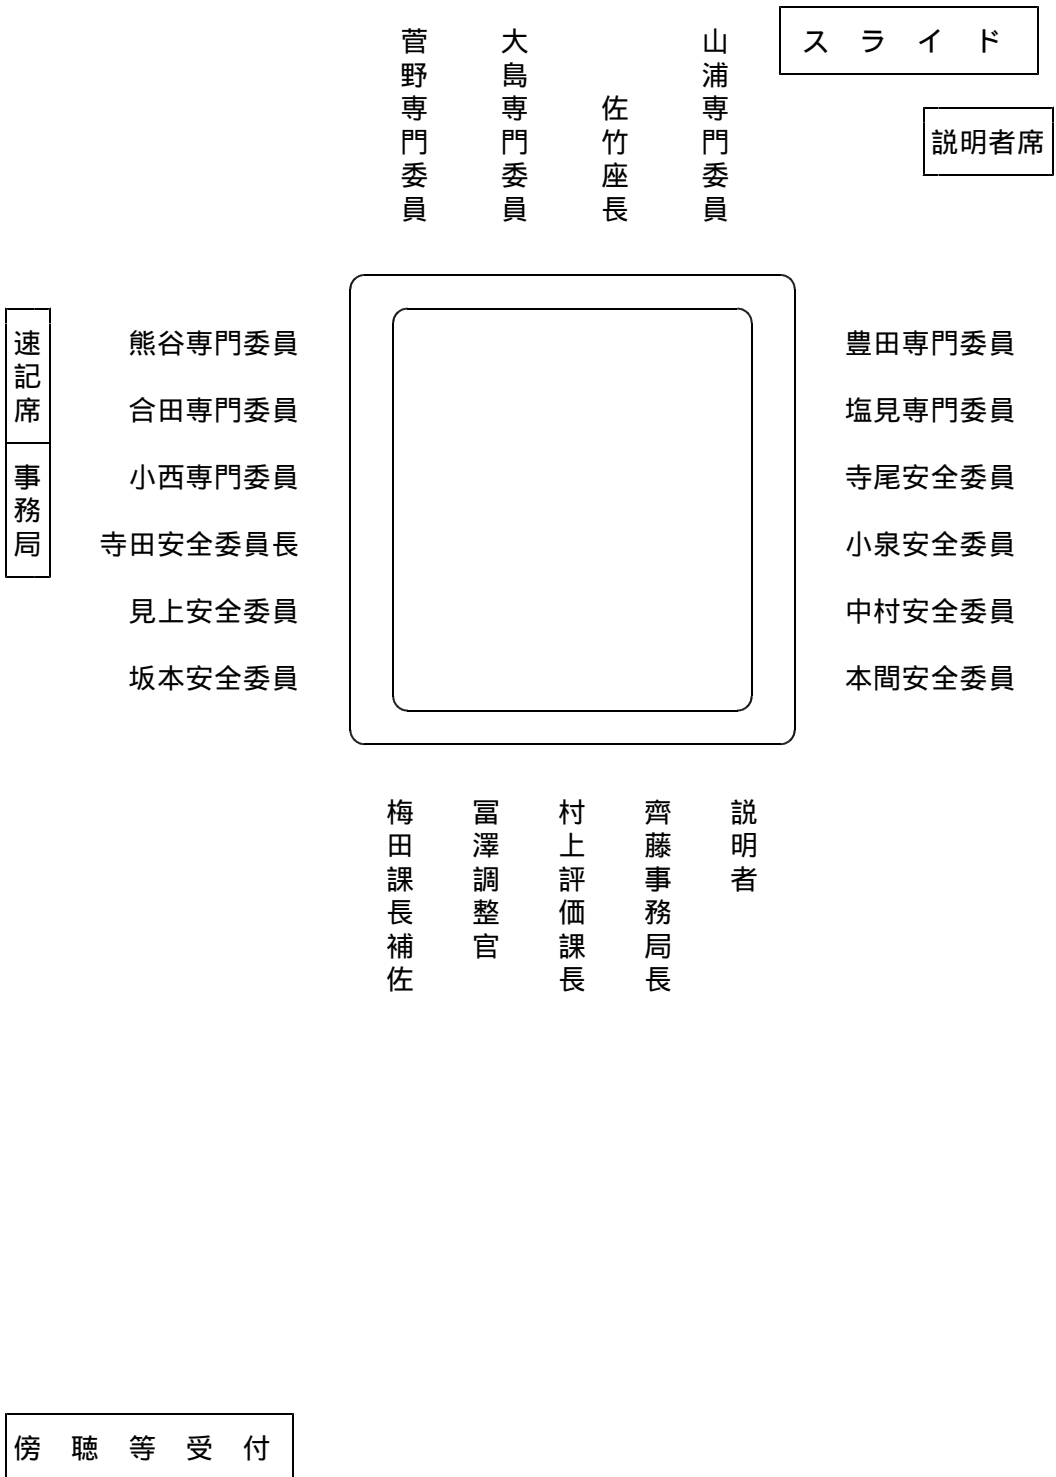 菅野専門委員
大島専門委員
佐竹座長
山浦専門委員
ス ラ イ ド
説明者席
速記席
事務局
熊谷専門委員
合田専門委員
小西専門委員
寺田安全委員長
見上安全委員
坂本安全委員
豊田専門委員
塩見専門委員
寺尾安全委員
小泉安全委員
中村安全委員
本間安全委員
梅田課長補佐
冨澤調整官
村上評価課長
齊藤事務局長
説明者
傍 聴 等 受 付